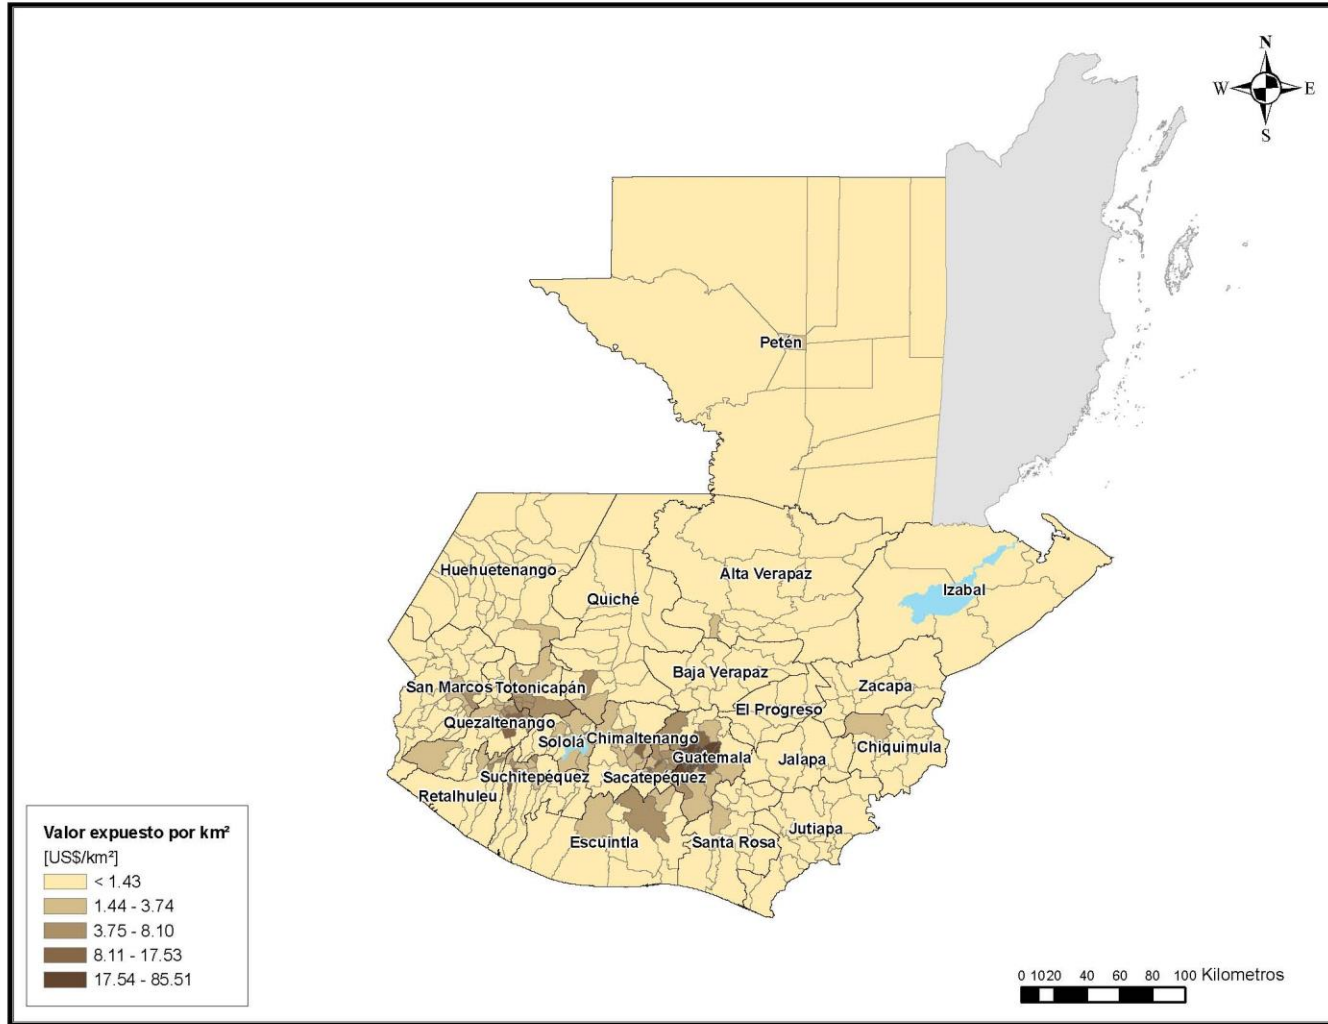 N
W E
S
Petén
Huehuetenango
Alta Verapaz
Quiché
Izabal
Baja Verapaz
San Marcos Totonicapán
Zacapa
El Progreso
Quezaltenango
Sololá Chimaltenango
Chiquimula
Guatemala
Jalapa
Suchitepéquez Sacatepéquez
Retalhuleu
Jutiapa
Escuintla
Santa Rosa
Valor expuesto por km²
[US$/km²]
< 1.43
1.44 - 3.74
3.75 - 8.10
8.11 - 17.53
17.54 - 85.51
0 10 20 40 60 80 100 Kilometros